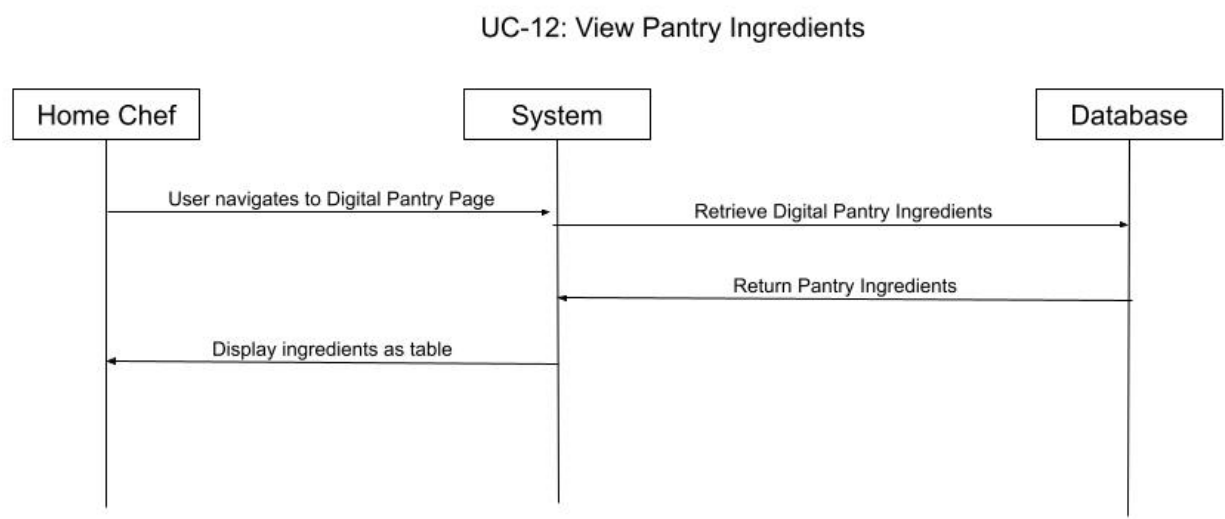 UC-12: View Pantry Ingredients
Home Chef
System
Database
User navigates to Digital Pantry Page
Retrieve Digital Pantry Ingredients
Return Pantry Ingredients
Display ingredients as table